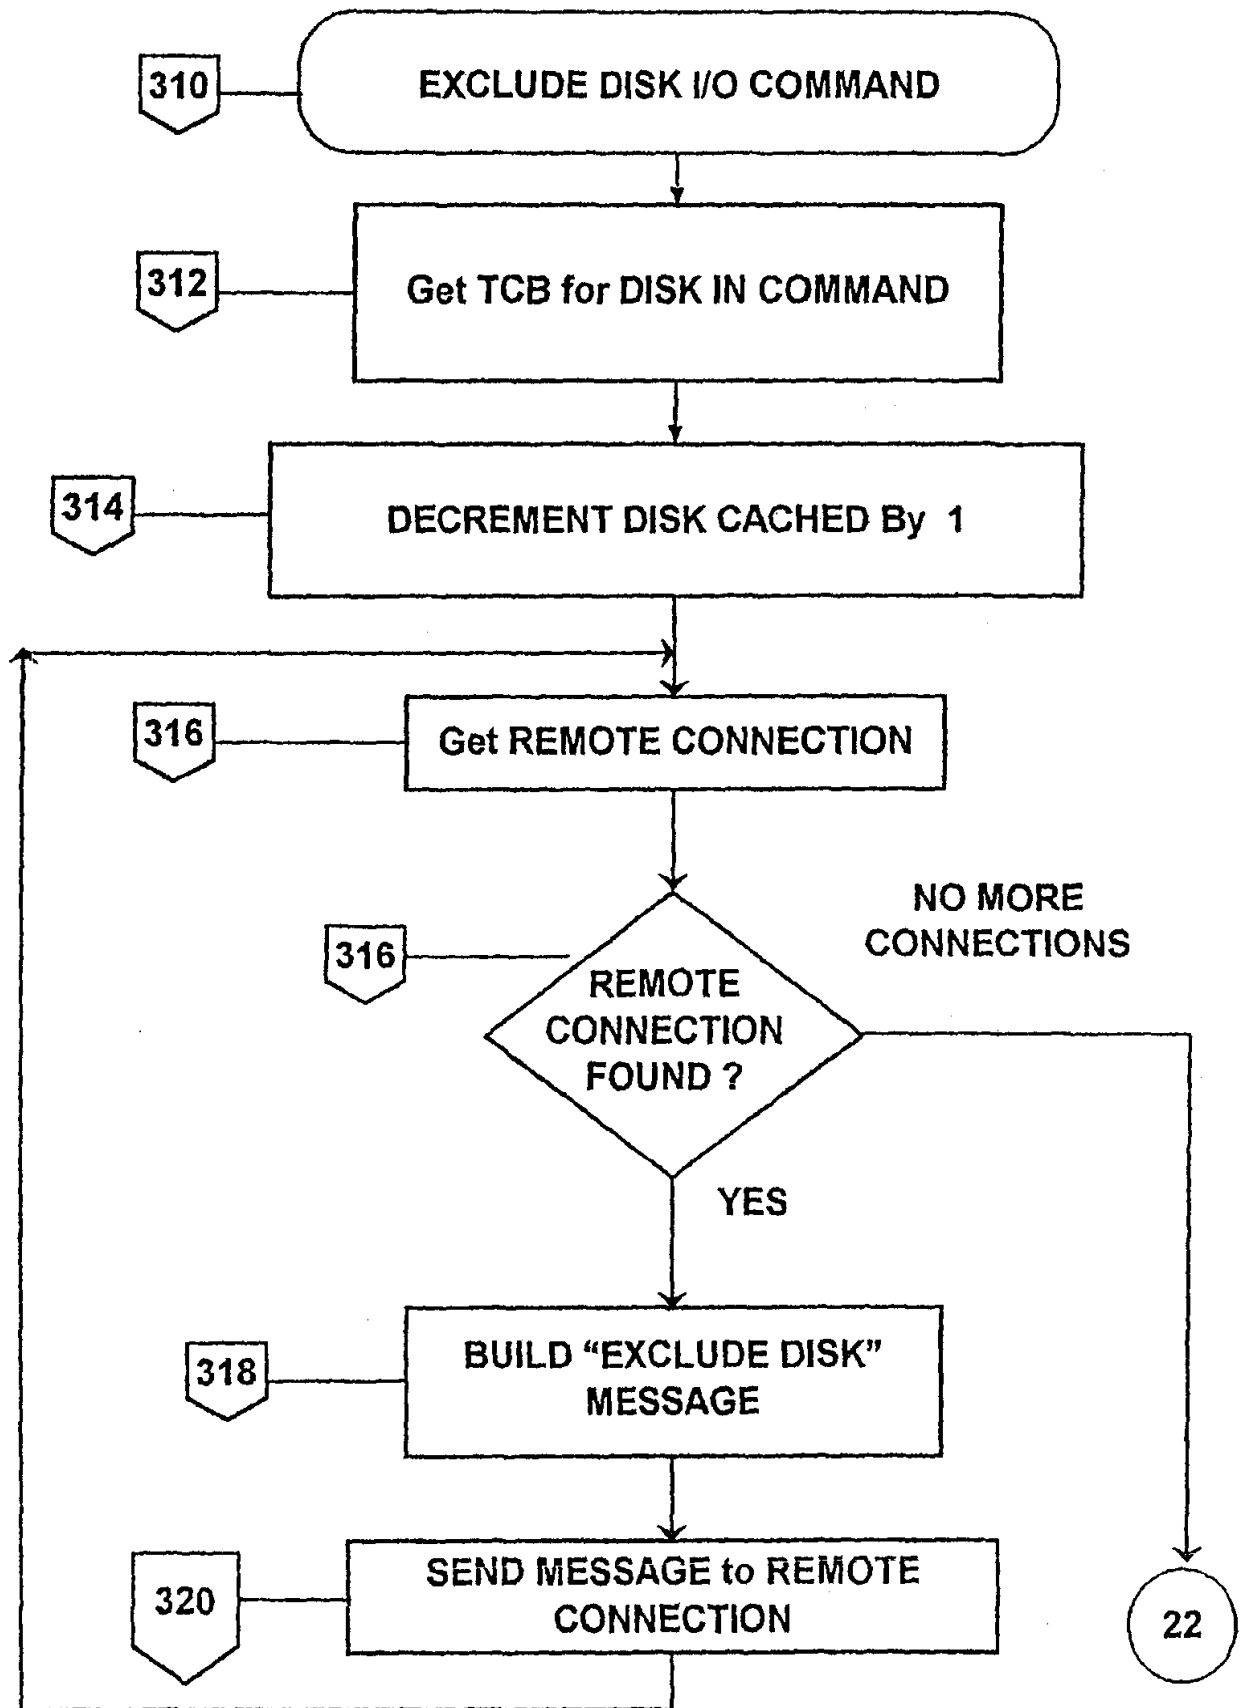 310
EXCLUDE DISK I/O COMMAND
312
Get TCB for DISK IN COMMAND
314
DECREMENT DISK CACHED By 1
316
Get REMOTE CONNECTION
NO MORE
CONNECTIONS
316
REMOTE
CONNECTION
FOUND ?
YES
318
BUILD “EXCLUDE DISK”
MESSAGE
320
SEND MESSAGE to REMOTE
CONNECTION
22